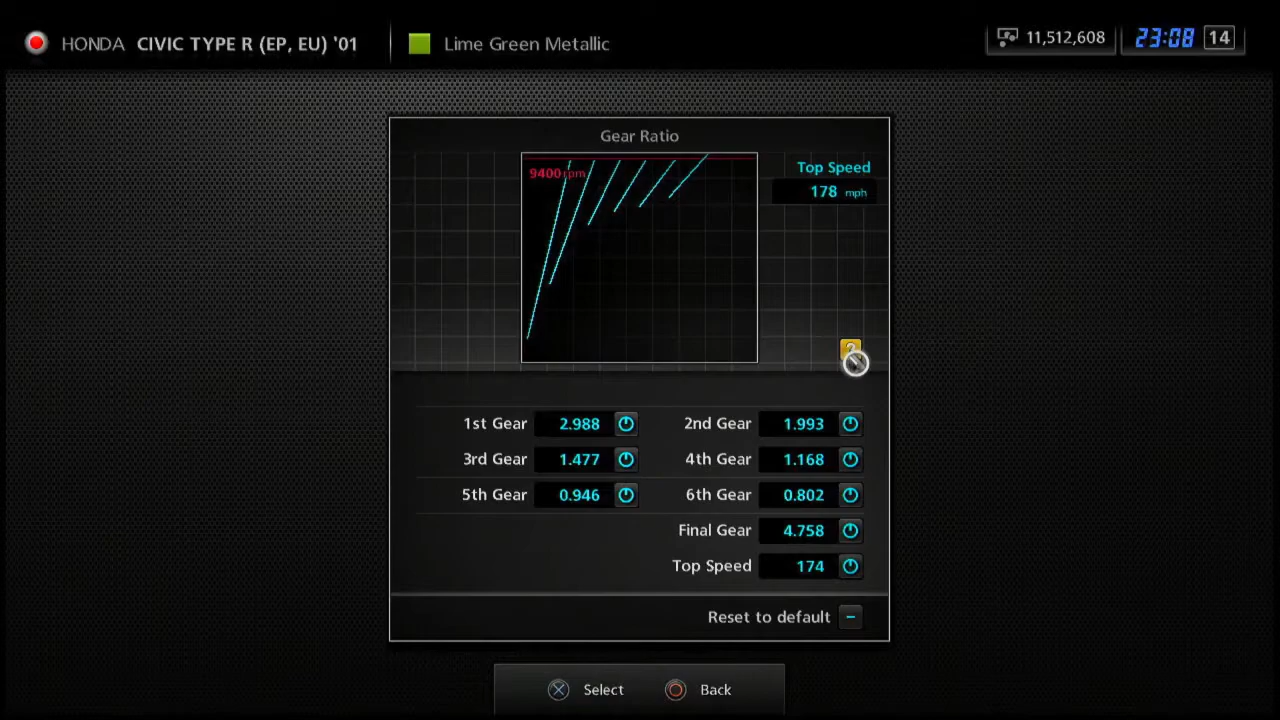 HONDA CIVIC TYPE R (EP, EU) '01
Lime Green Metallic
11,512,608
23:08 14
Gear Ratio
9400rpm
Top Speed
178 mph
?
1st Gear 2.988 2nd Gear 1.993
3rd Gear 1.477 4th Gear 1.168
5th Gear 0.946 6th Gear 0.802
Final Gear 4.758
Top Speed 174
Reset to default
Select Back